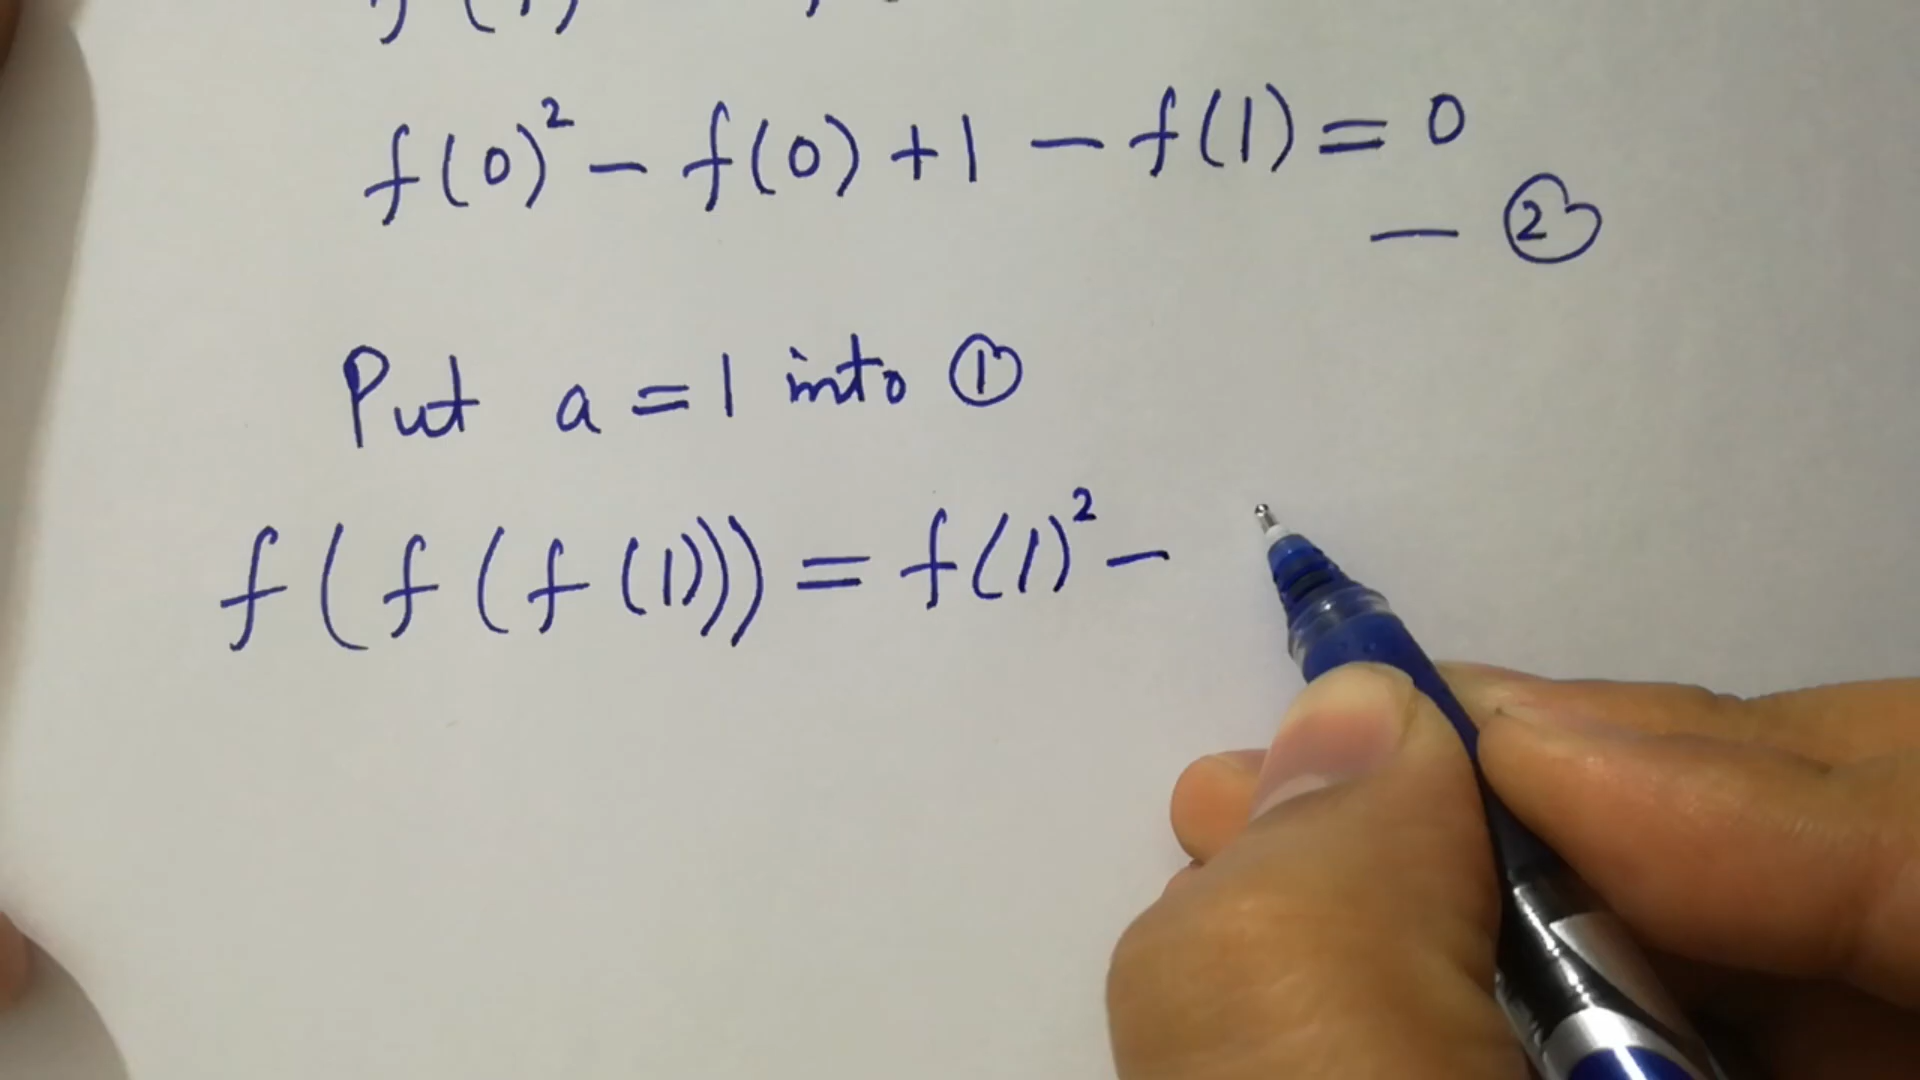 f(0)² - f(0) + 1 - f(1) = 0
— ②
Put a = 1 into ①
f(f(f(1))) = f(1)² -